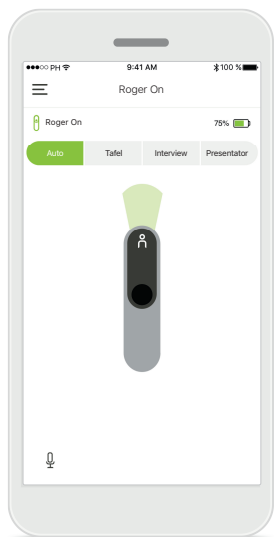 PH 9:41 AM 100 %
Roger On
Roger On 75%
Auto Tafel Interview Presentator